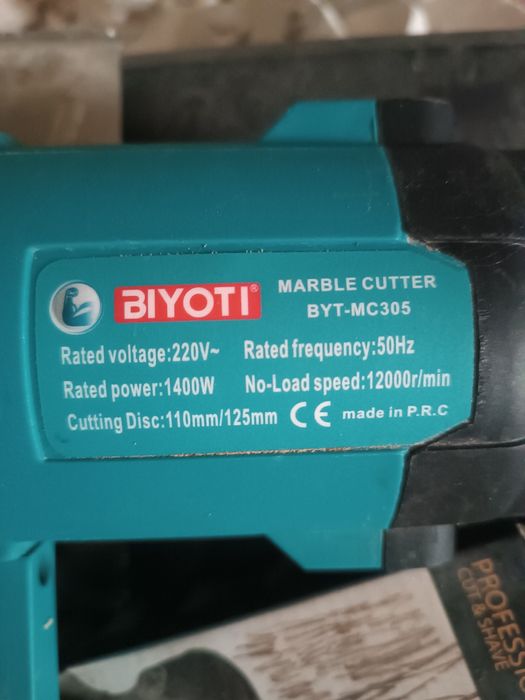 BIYOTI®
MARBLE CUTTER
BYT-MC305
Rated voltage:220V~ Rated frequency:50Hz
Rated power:1400W No-Load speed:12000r/min
Cutting Disc:110mm/125mm CE made in P.R.C
PROFESS
CUT & SHAVE